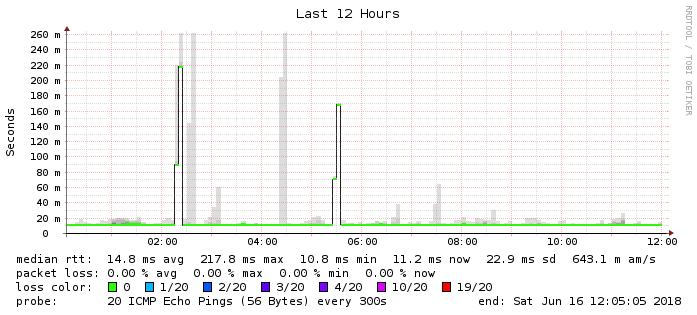 Last 12 Hours
RRDTOOL / TOBI OETIKER
Seconds
260 m
240 m
220 m
200 m
180 m
160 m
140 m
120 m
100 m
80 m
60 m
40 m
20 m
0
02:00 04:00 06:00 08:00 10:00 12:00
median rtt: 14.8 ms avg 217.8 ms max 10.8 ms min 11.2 ms now 22.9 ms sd 643.1 m am/s
packet loss: 0.00 % avg 0.00 % max 0.00 % min 0.00 % now
loss color: 0 1/20 2/20 3/20 4/20 10/20 19/20
probe: 20 ICMP Echo Pings (56 Bytes) every 300s end: Sat Jun 16 12:05:05 2018